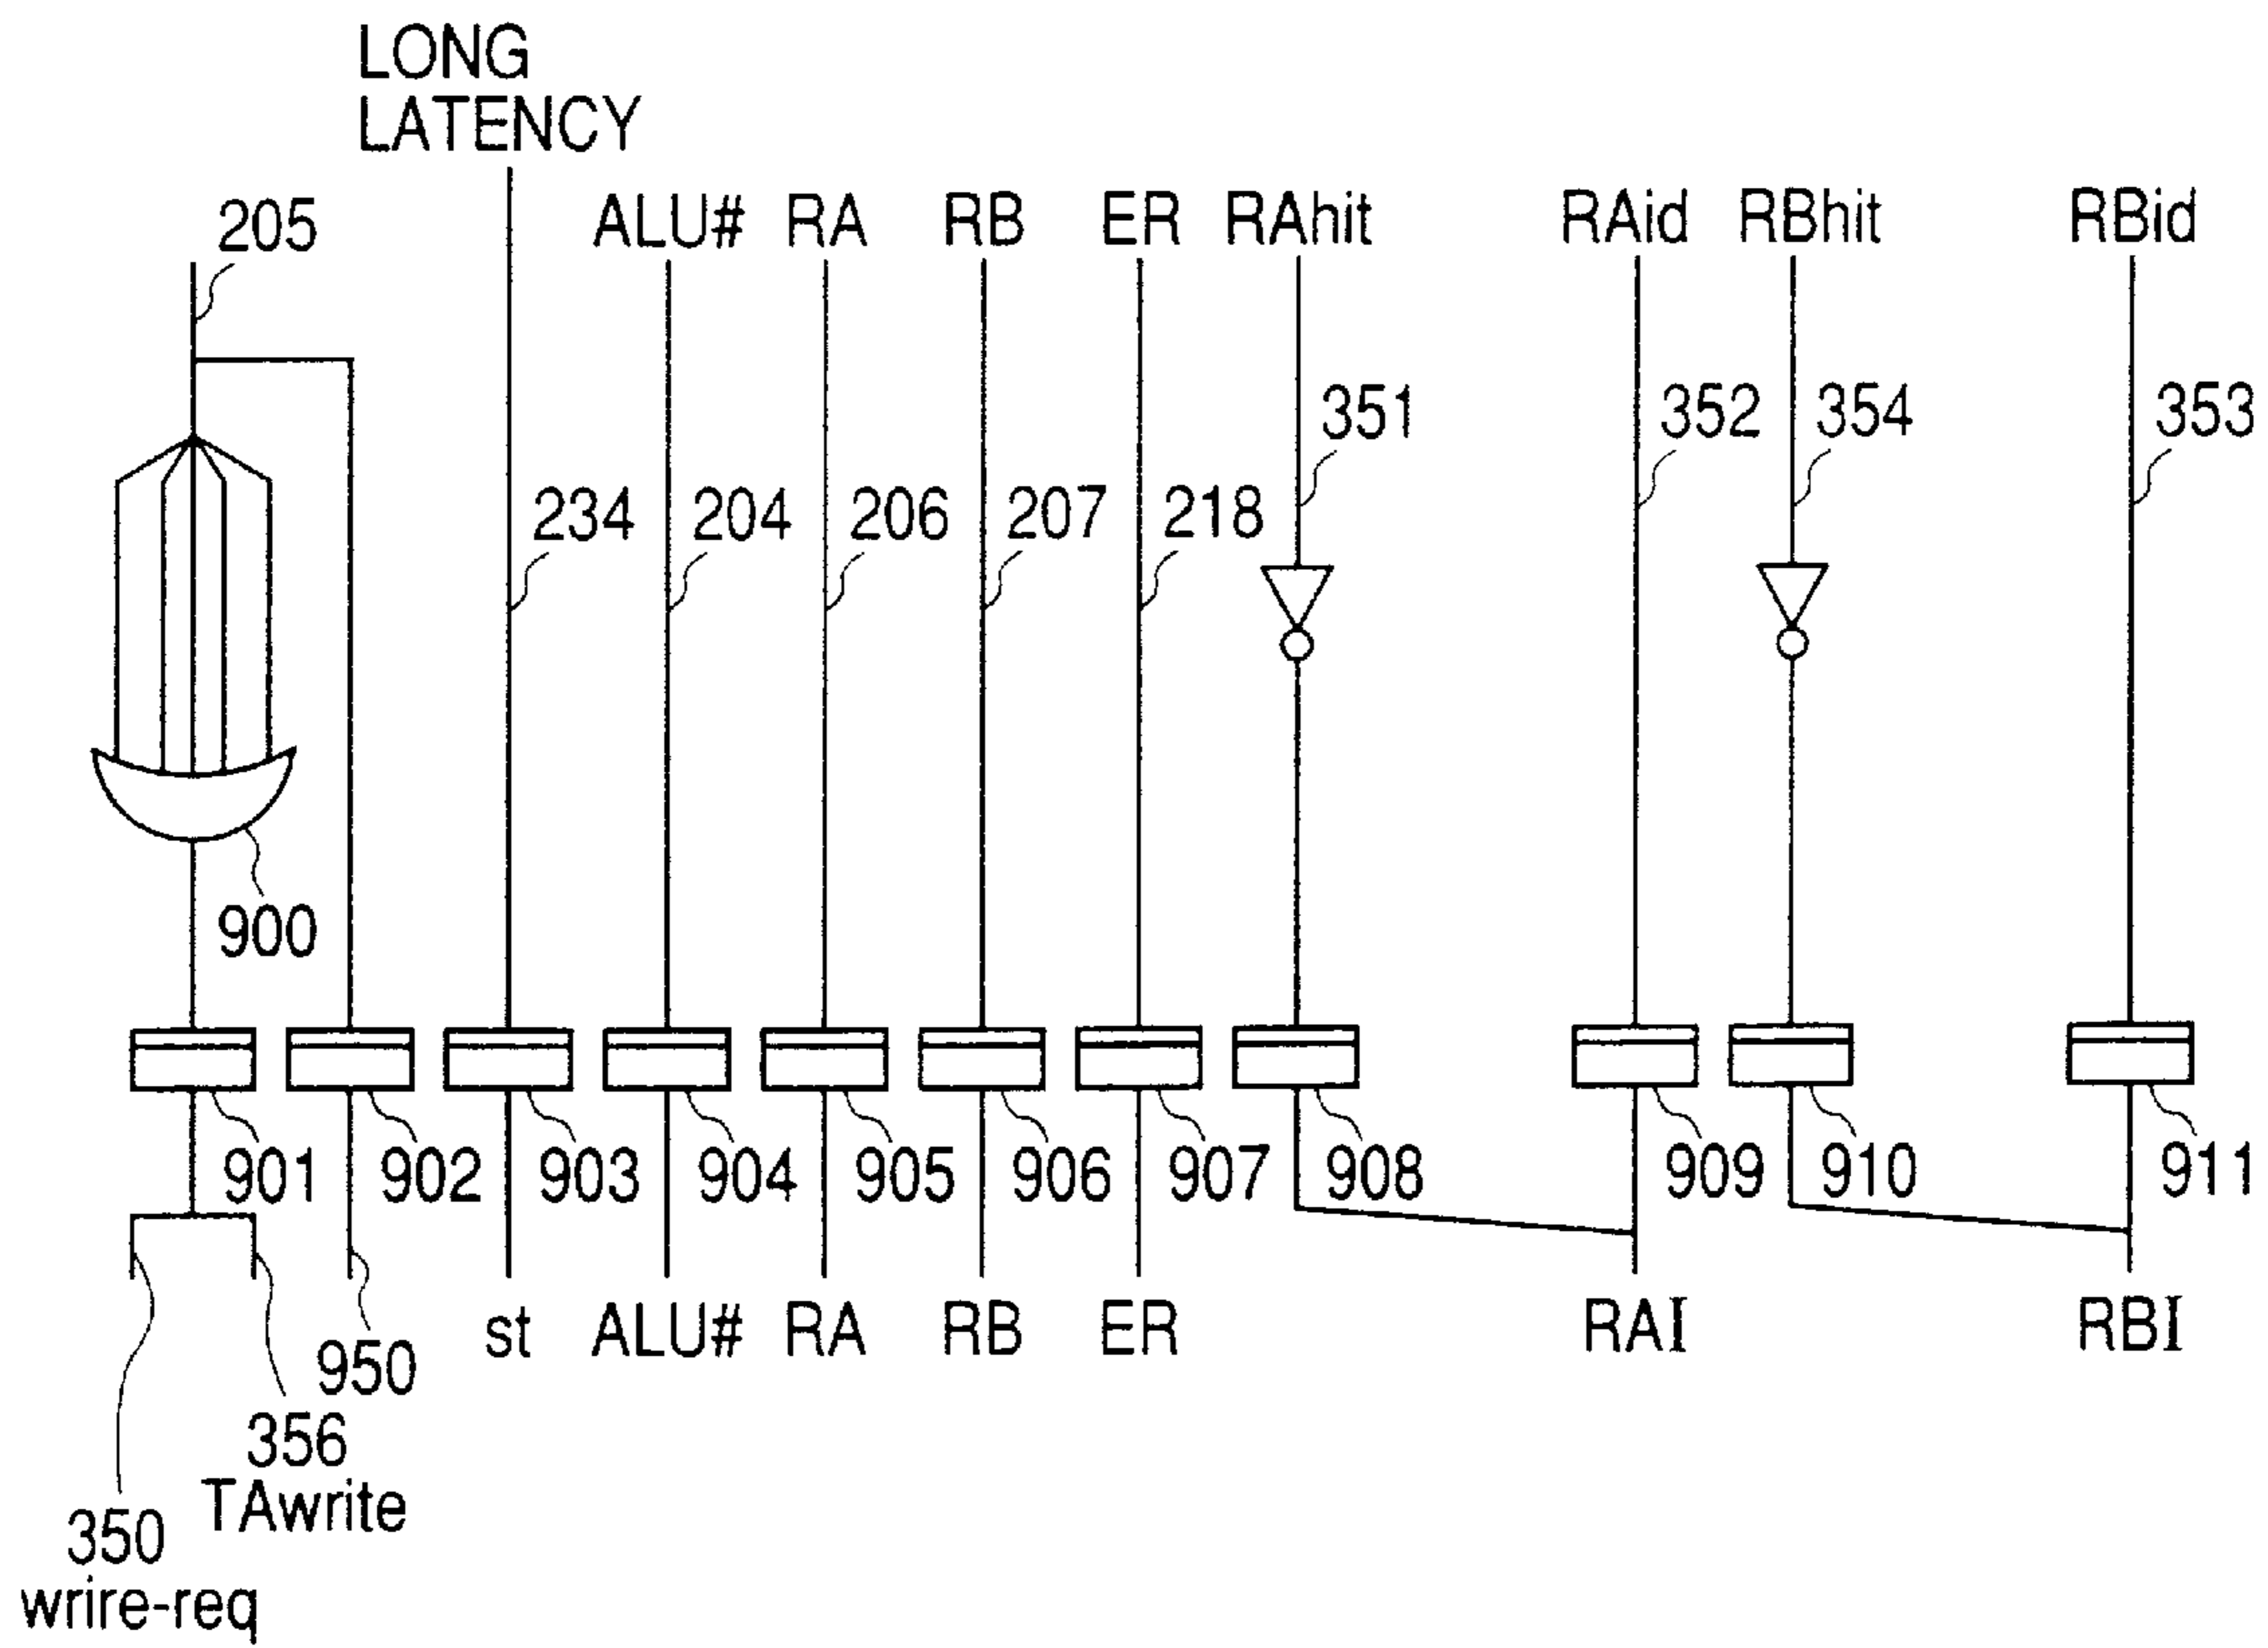 LONG
LATENCY
205
ALU# RA RB ER RAhit RAid RBhit RBid
351 352 354 353
234 204 206 207 218
900
901 902 903 904 905 906 907 908 909 910 911
st ALU# RA RB ER RAI RBI
950
356
TAwrite
350
wrire-req